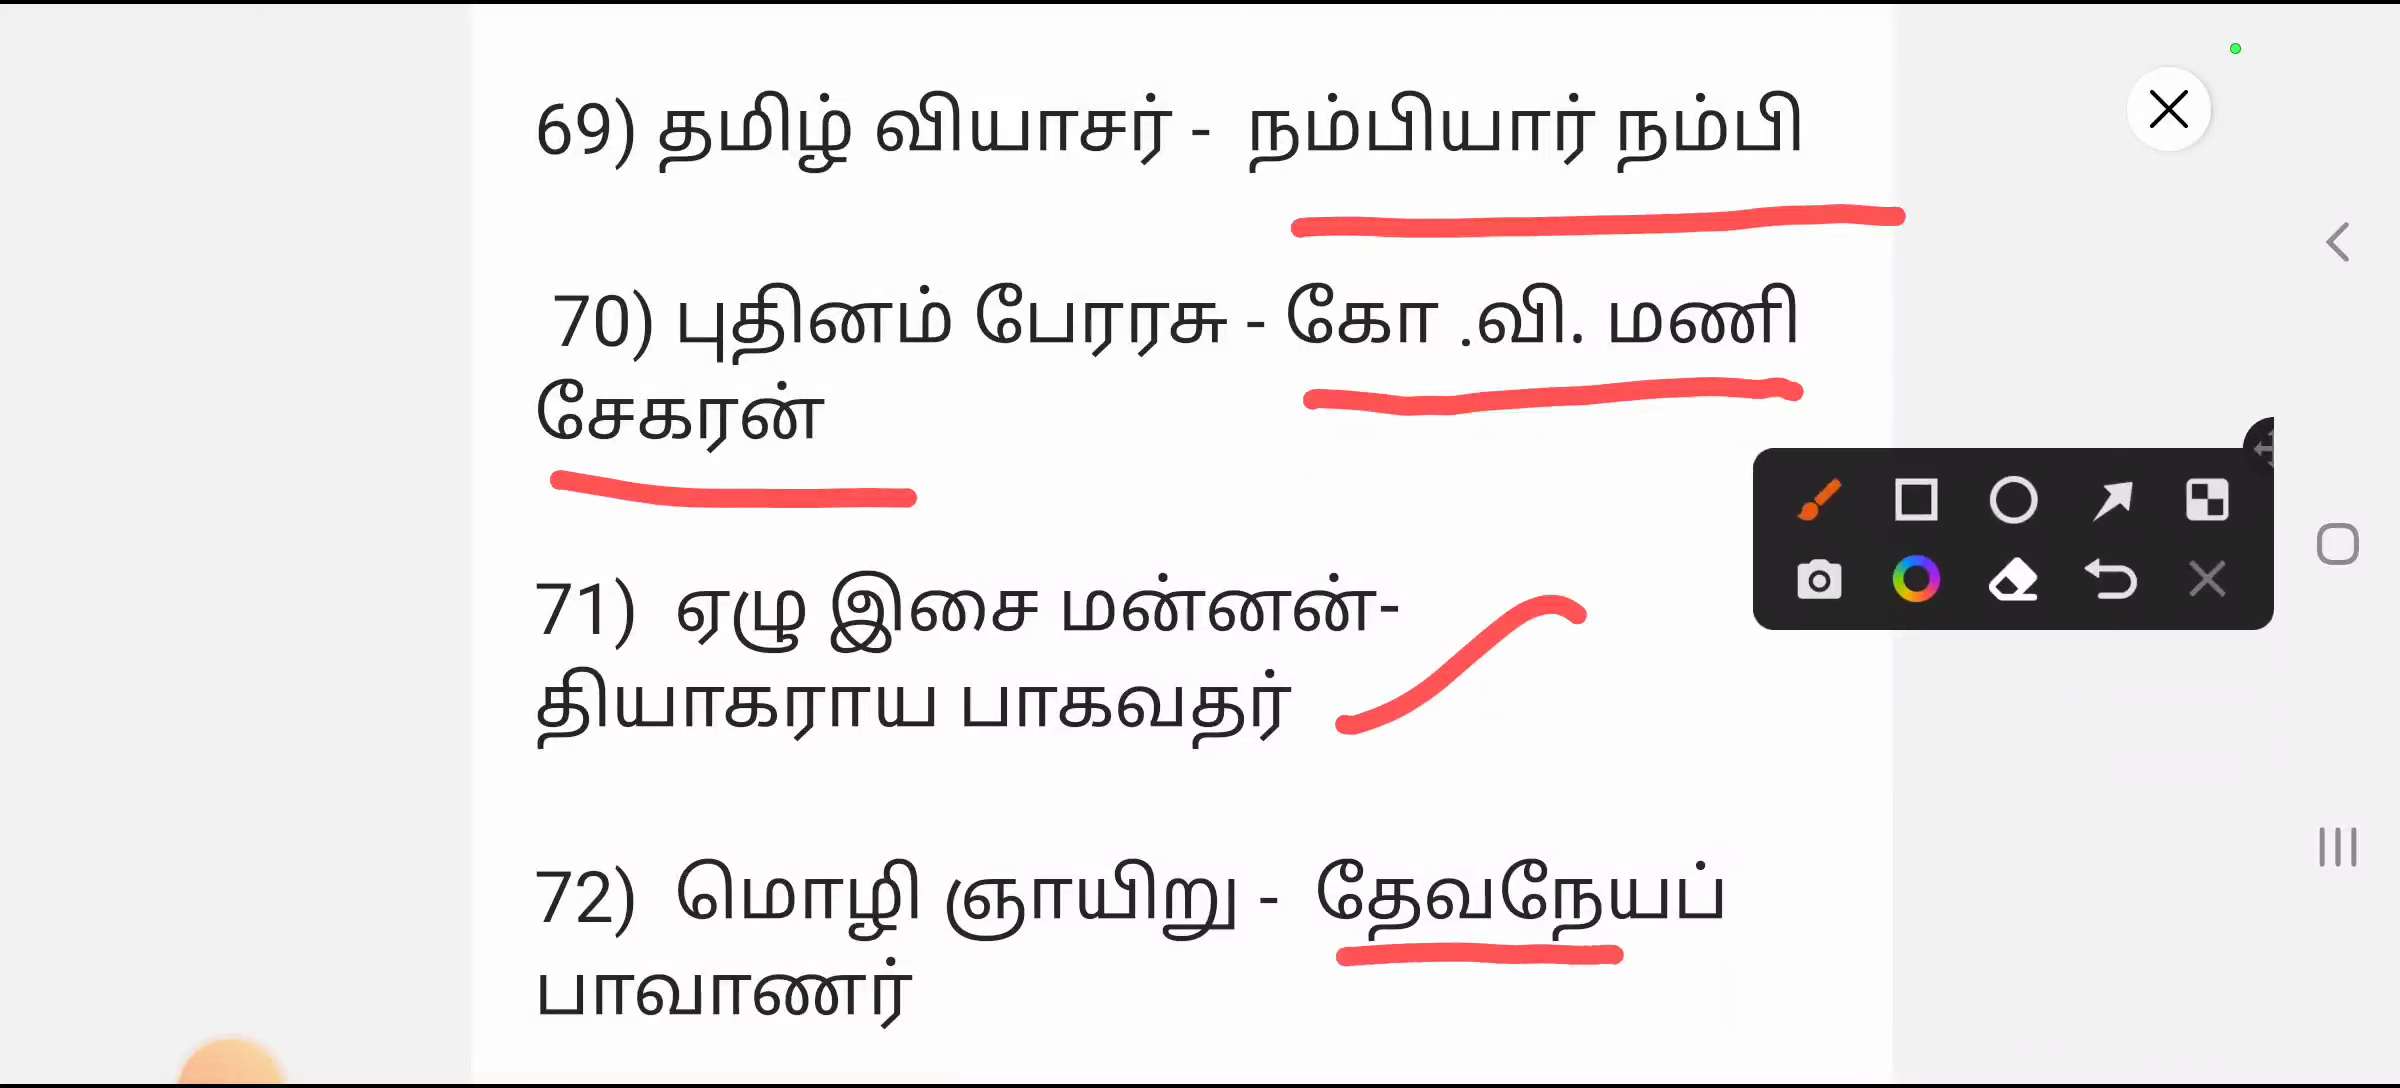 69) தமிழ் வியாசர் - நம்பியார் நம்பி
70) புதினம் பேரரசு - கோ .வி. மணி
சேகரன்
71) ஏழு இசை மன்னன்-
தியாகராய பாகவதர்
72) மொழி ஞாயிறு - தேவநேயப்
பாவாணர்